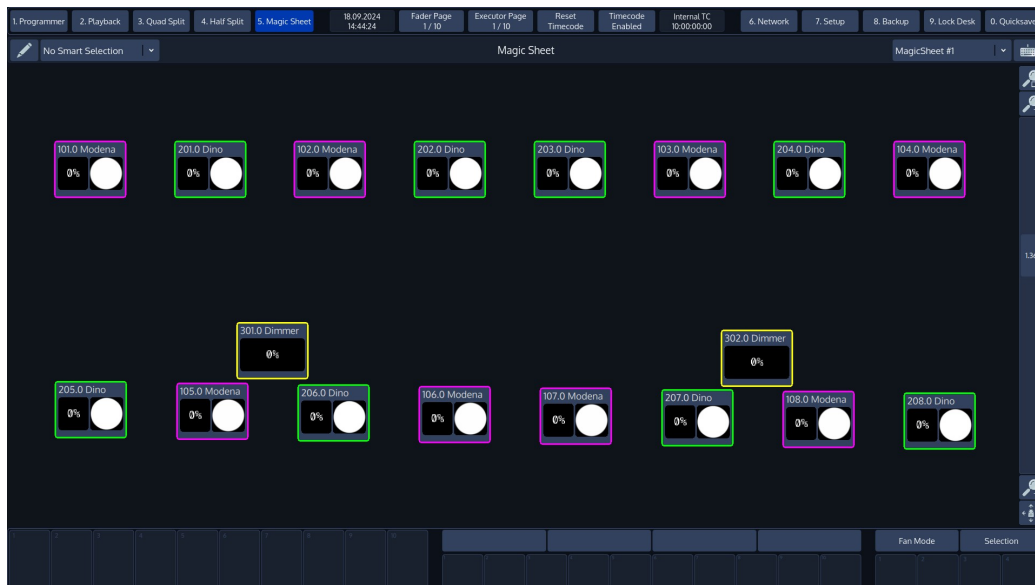 1. Programmer 2. Playback 3. Quad Split 4. Half Split 5. Magic Sheet 18.09.2024 14:44:24 Fader Page 1 / 10 Executor Page 1 / 10 Reset Timecode Timecode Enabled Internal TC 10:00:00:00 6. Network 7. Setup 8. Backup 9. Lock Desk 0. Quicksave
No Smart Selection Magic Sheet MagicSheet #1
101.0 Modena 201.0 Dino 102.0 Modena 202.0 Dino 203.0 Dino 103.0 Modena 204.0 Dino 104.0 Modena
0% 0% 0% 0% 0% 0% 0% 0%
301.0 Dimmer 302.0 Dimmer
0% 0%
205.0 Dino 105.0 Modena 206.0 Dino 106.0 Modena 107.0 Modena 207.0 Dino 108.0 Modena 208.0 Dino
0% 0% 0% 0% 0% 0% 0% 0%
Fan Mode Selection